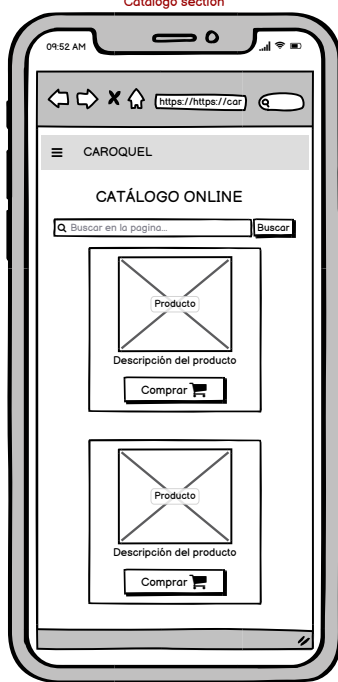 Catálogo section
09:52 AM
https://https://car
CAROQUEL
CATÁLOGO ONLINE
Buscar en la pagina... Buscar
Producto
Descripción del producto
Comprar
Producto
Descripción del producto
Comprar